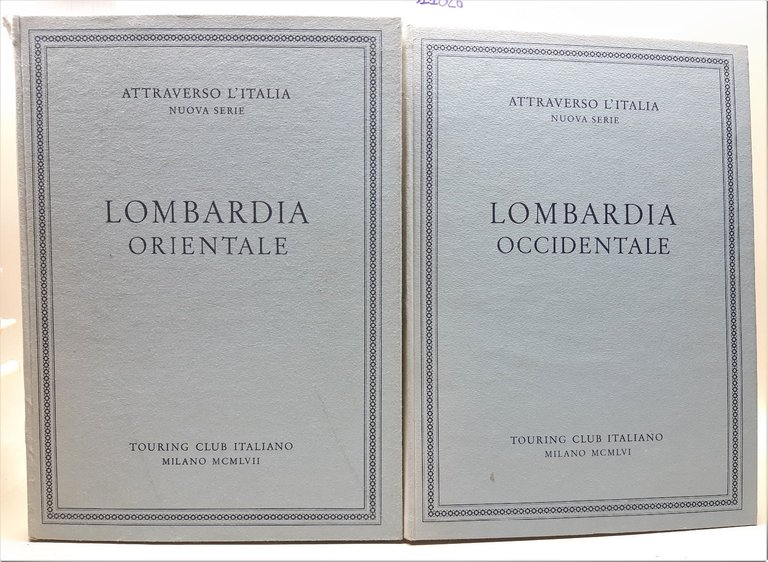 ATTRAVERSO L'ITALIA
NUOVA SERIE
LOMBARDIA
ORIENTALE
TOURING CLUB ITALIANO
MILANO MCMLVII
ATTRAVERSO L'ITALIA
NUOVA SERIE
LOMBARDIA
OCCIDENTALE
TOURING CLUB ITALIANO
MILANO MCMLVI